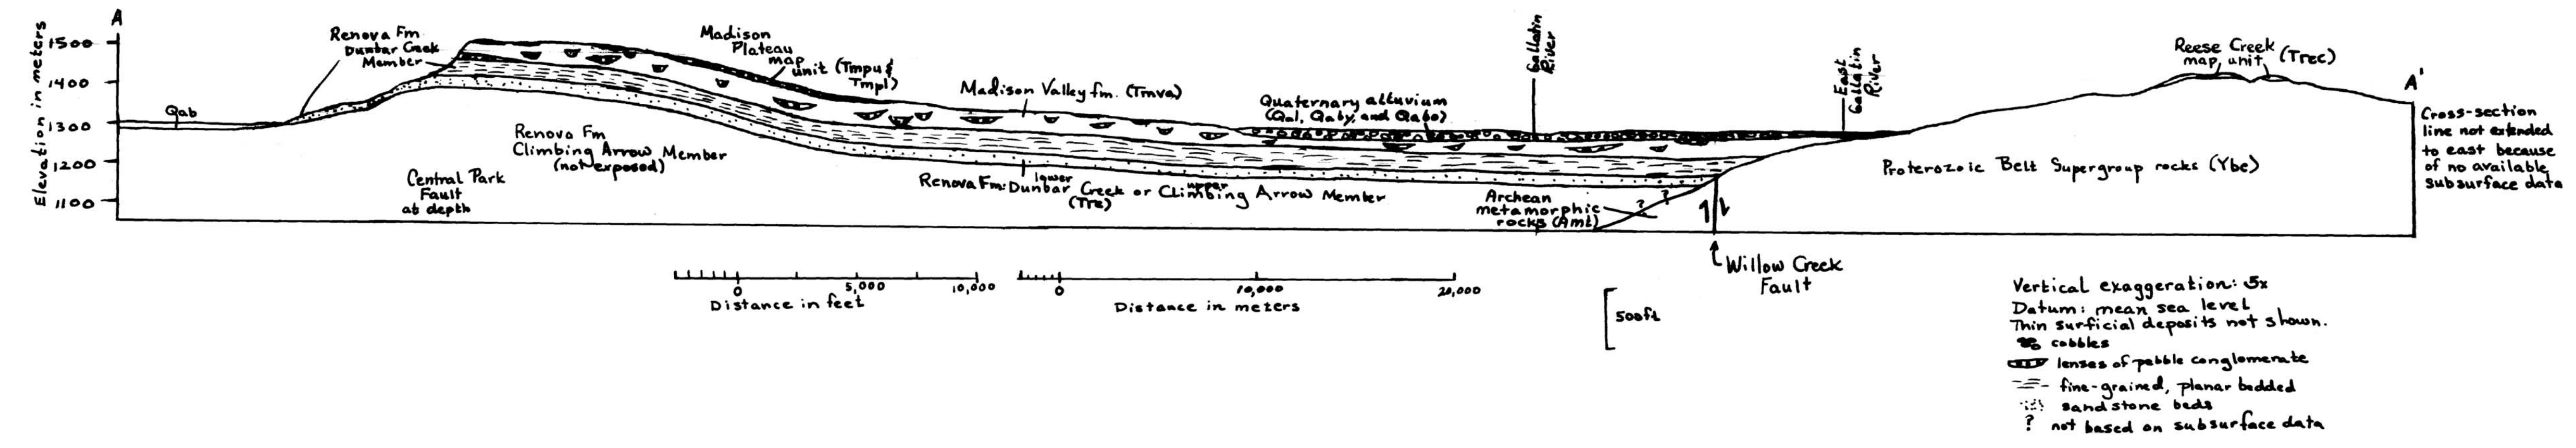 A
Elevation in meters
1500
1400
1300
1200
1100
Qab
Renova Fm
Dunbar Creek
Member
Madison
Plateau
map
unit (Tmpu &
Tmpl)
Madison Valley fm. (Tmva)
Quaternary alluvium
(Qal, Qaby, and Qabo)
Gallatin
River
East
Gallatin
River
Reese Creek
map unit (Trec)
A'
Cross-section
line not extended
to east because
of no available
subsurface data
Renova Fm
Climbing Arrow Member
(not exposed)
Central Park
Fault
at depth
lower upper
Renova Fm: Dunbar Creek or Climbing Arrow Member
(Tre)
Archean
metamorphic
rocks (Amt)
? ?
Proterozoic Belt Supergroup rocks (Ybe)
Willow Creek
Fault
0 5,000 10,000
Distance in feet
0 10,000 20,000
Distance in meters
500ft
Vertical exaggeration: 5x
Datum: mean sea level
Thin surficial deposits not shown.
cobbles
lenses of pebble conglomerate
fine-grained, planar bedded
sandstone beds
? not based on subsurface data